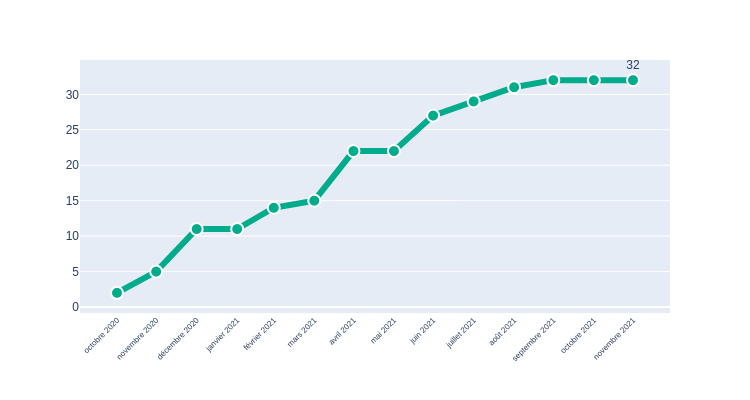 32
30
25
20
15
10
5
0
octobre 2020
novembre 2020
décembre 2020
janvier 2021
février 2021
mars 2021
avril 2021
mai 2021
juin 2021
juillet 2021
août 2021
septembre 2021
octobre 2021
novembre 2021